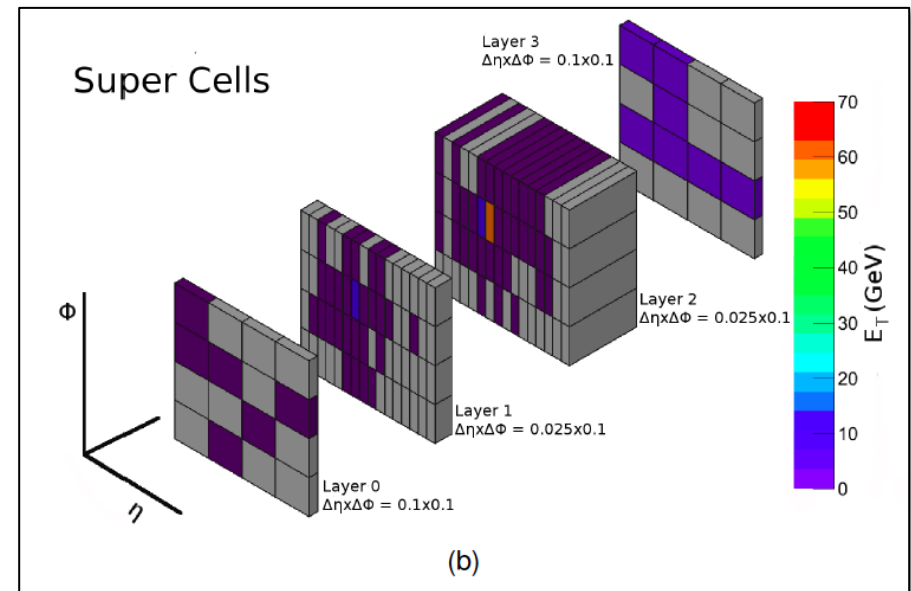 Super Cells
Layer 3
ΔηxΔΦ = 0.1x0.1
70
60
50
40
30
20
10
0
E_T (GeV)
Layer 2
ΔηxΔΦ = 0.025x0.1
Layer 1
ΔηxΔΦ = 0.025x0.1
Layer 0
ΔηxΔΦ = 0.1x0.1
Φ
η
(b)